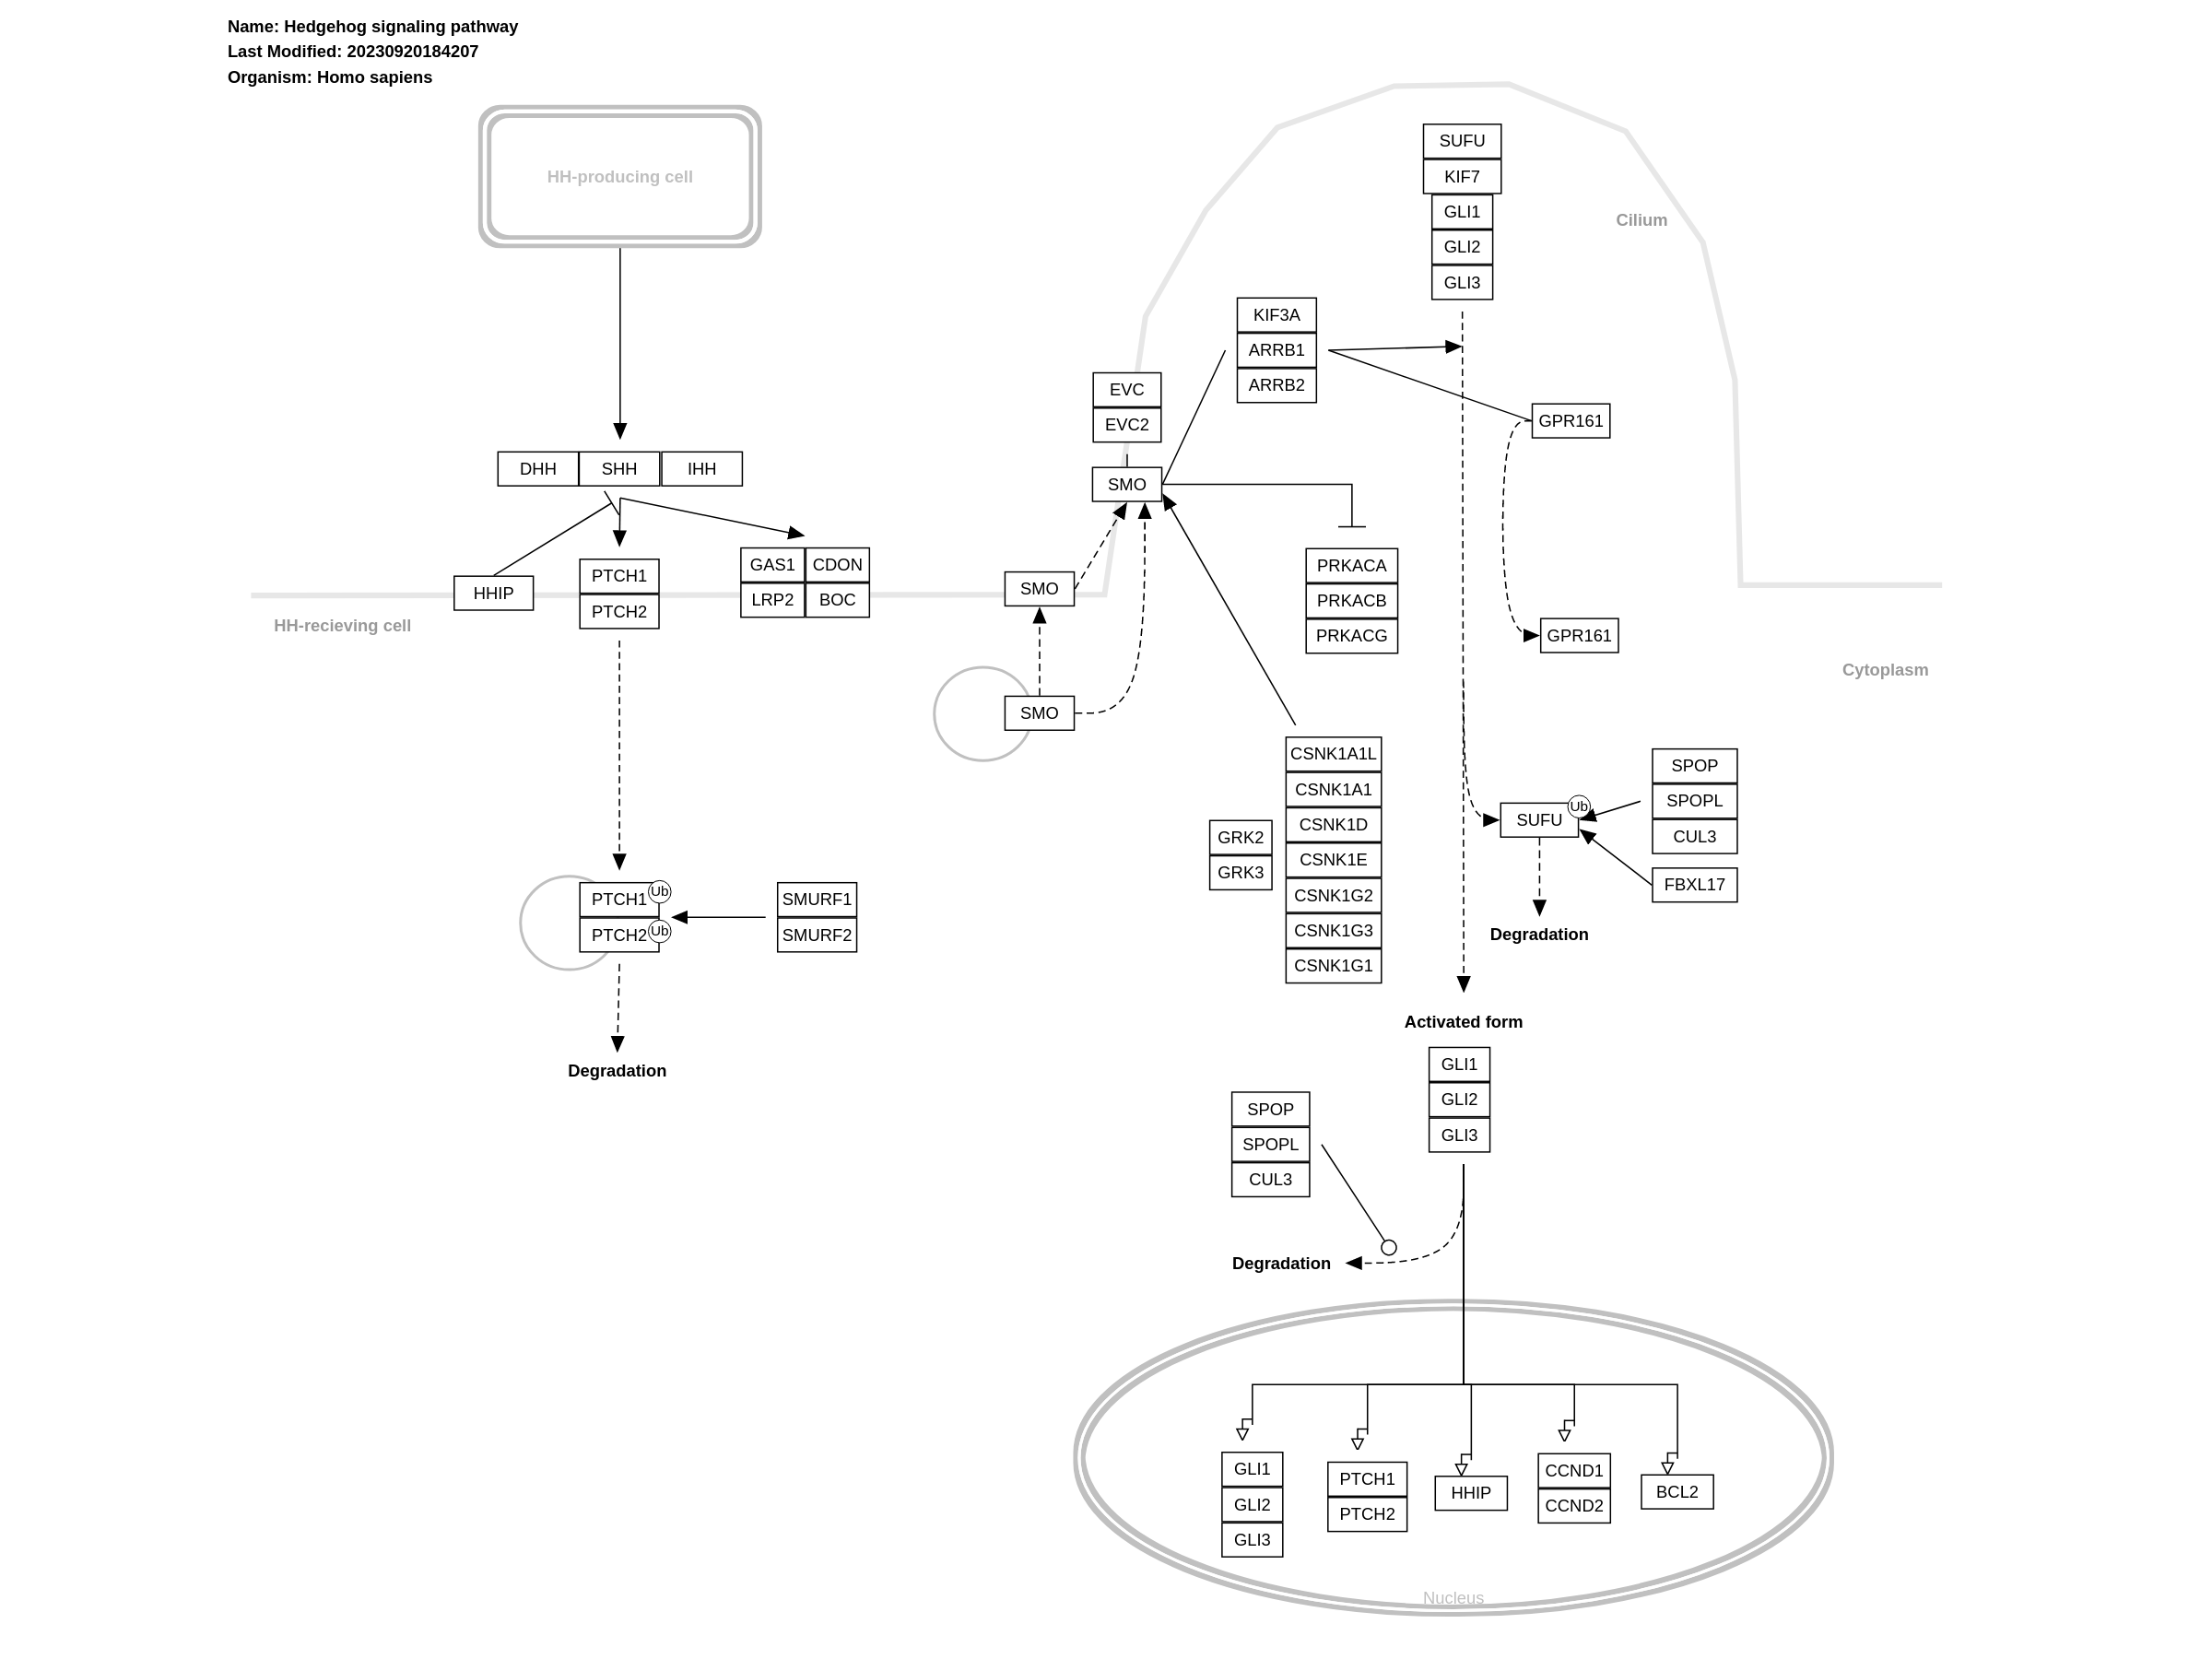 Name: Hedgehog signaling pathway
Last Modified: 20230920184207
Organism: Homo sapiens
HH-producing cell
DHH SHH IHH
HHIP
PTCH1
PTCH2
GAS1 CDON
LRP2 BOC
HH-recieving cell
PTCH1 Ub
PTCH2 Ub
SMURF1
SMURF2
Degradation
SUFU
KIF7
GLI1
GLI2
GLI3
Cilium
KIF3A
ARRB1
ARRB2
EVC
EVC2
SMO
GPR161
SMO
SMO
PRKACA
PRKACB
PRKACG
GPR161
Cytoplasm
CSNK1A1L
CSNK1A1
CSNK1D
CSNK1E
CSNK1G2
CSNK1G3
CSNK1G1
GRK2
GRK3
SUFU Ub
SPOP
SPOPL
CUL3
FBXL17
Degradation
Activated form
GLI1
GLI2
GLI3
SPOP
SPOPL
CUL3
Degradation
GLI1
GLI2
GLI3
PTCH1
PTCH2
HHIP
CCND1
CCND2
BCL2
Nucleus